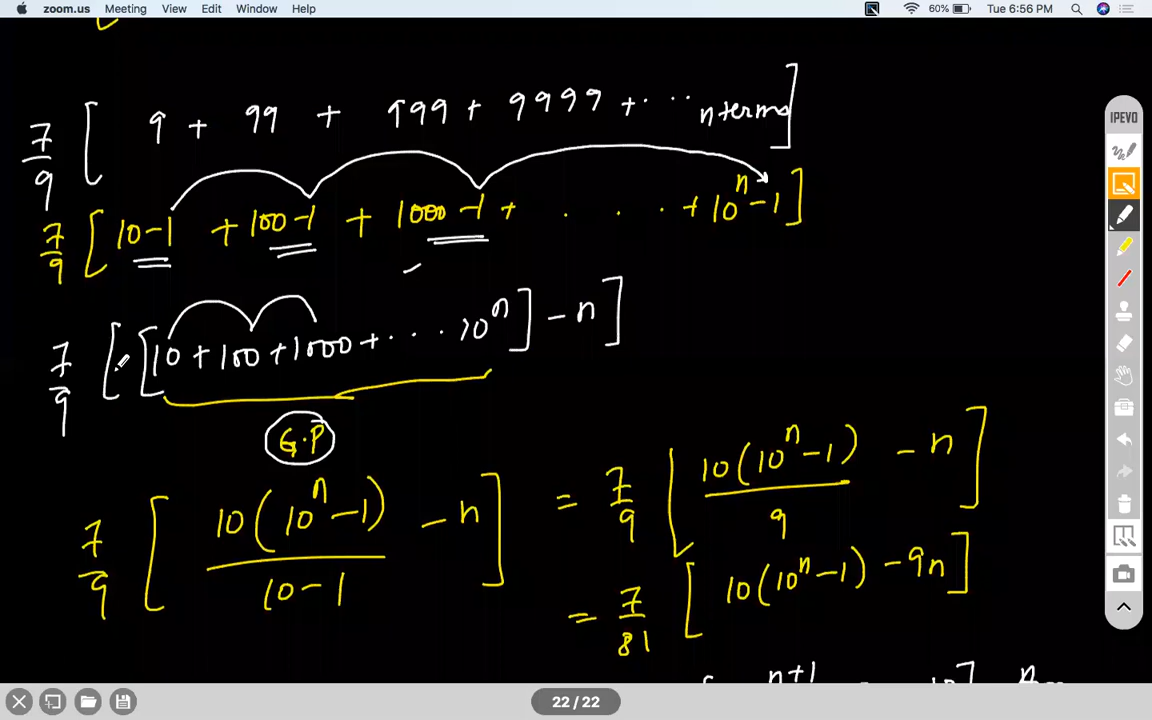 zoom.us Meeting View Edit Window Help 60% Tue 6:56 PM
7/9 [ 9 + 99 + 999 + 9999 + ... n terms ]
7/9 [ 10-1 + 100-1 + 1000-1 + . . . + 10^n - 1 ]
7/9 [ [ 10 + 100 + 1000 + ... 10^n ] - n ]
G.P
7/9 [ 10(10^n - 1) / 10-1 - n ] = 7/9 [ 10(10^n - 1) / 9 - n ]
= 7/81 [ 10(10^n - 1) - 9n ]
n+1
IPEVO
22 / 22